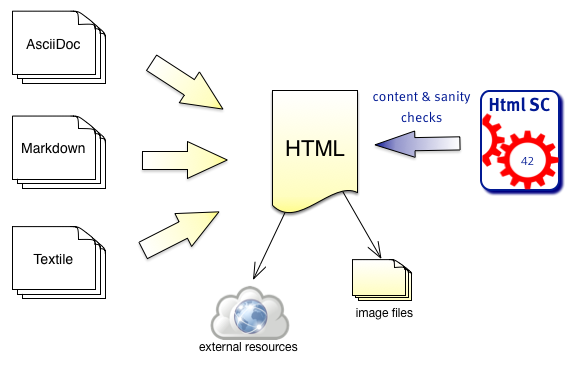 AsciiDoc
Markdown
Textile
HTML
content & sanity
checks
Html SC
42
external resources
image files